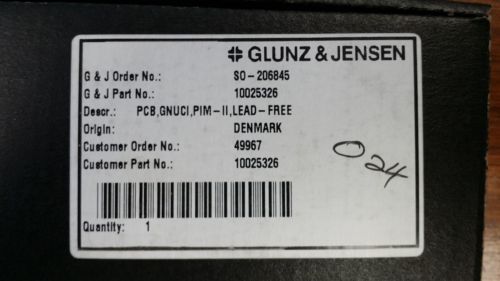 GLUNZ & JENSEN
G & J Order No.: SO-206845
G & J Part No.: 10025326
Descr.: PCB,GNUCI,PIM-II,LEAD-FREE
Origin: DENMARK
Customer Order No.: 49967
Customer Part No.: 10025326
O24
Quantity: 1